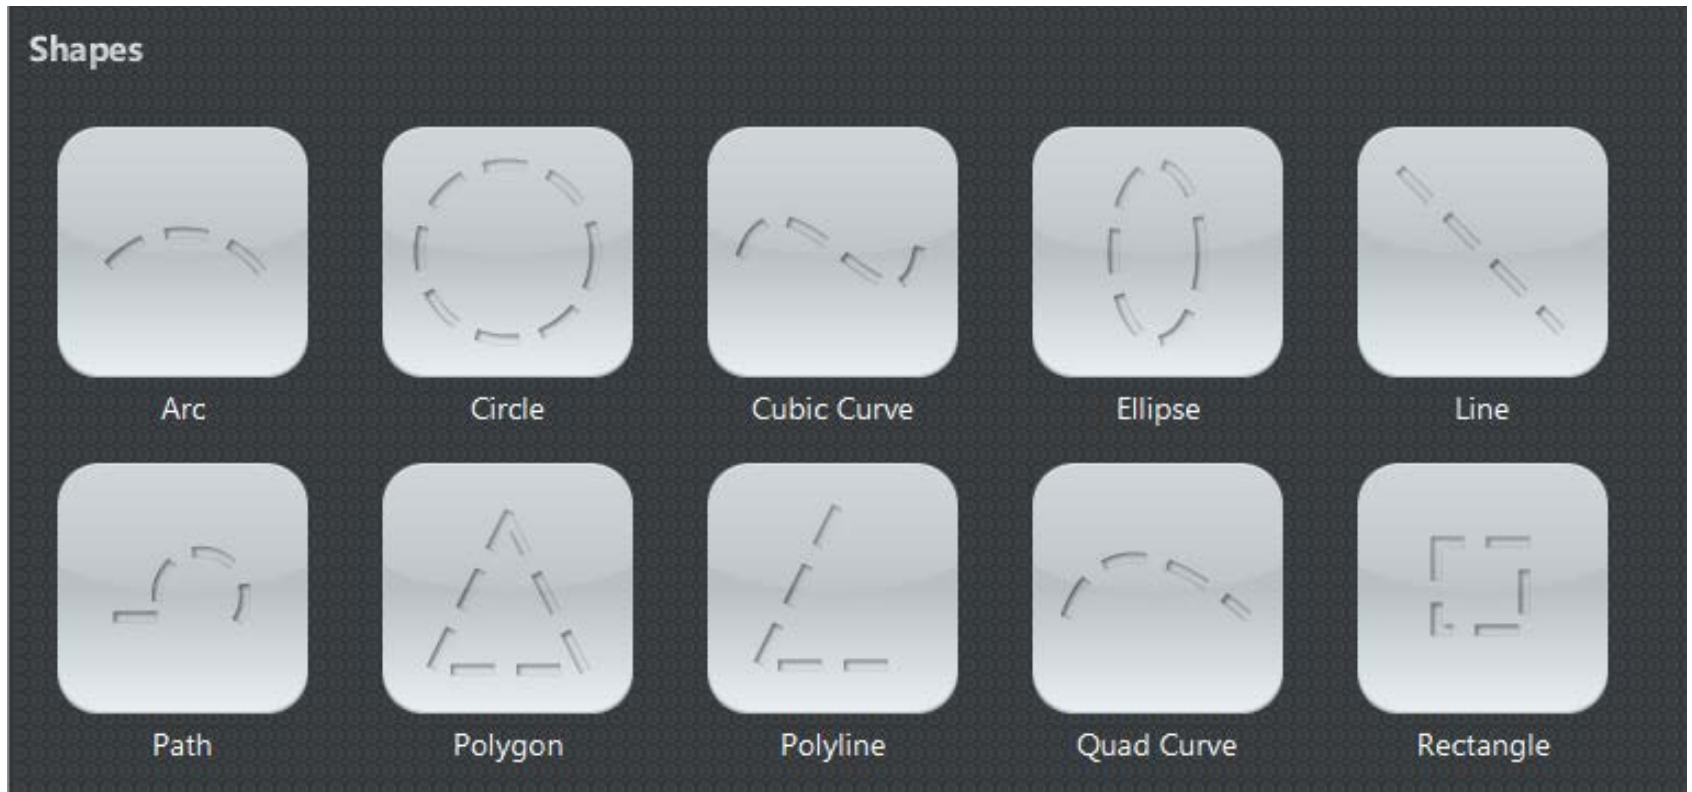 Shapes
Arc
Circle
Cubic Curve
Ellipse
Line
Path
Polygon
Polyline
Quad Curve
Rectangle